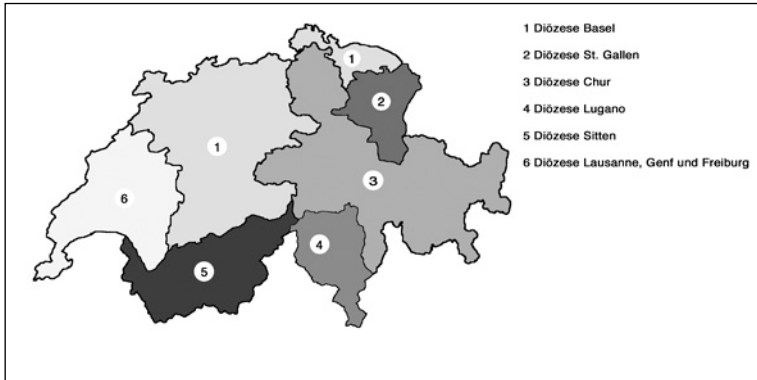 1 Diözese Basel
2 Diözese St. Gallen
3 Diözese Chur
4 Diözese Lugano
5 Diözese Sitten
6 Diözese Lausanne, Genf und Freiburg
1
2
1
3
6
4
5